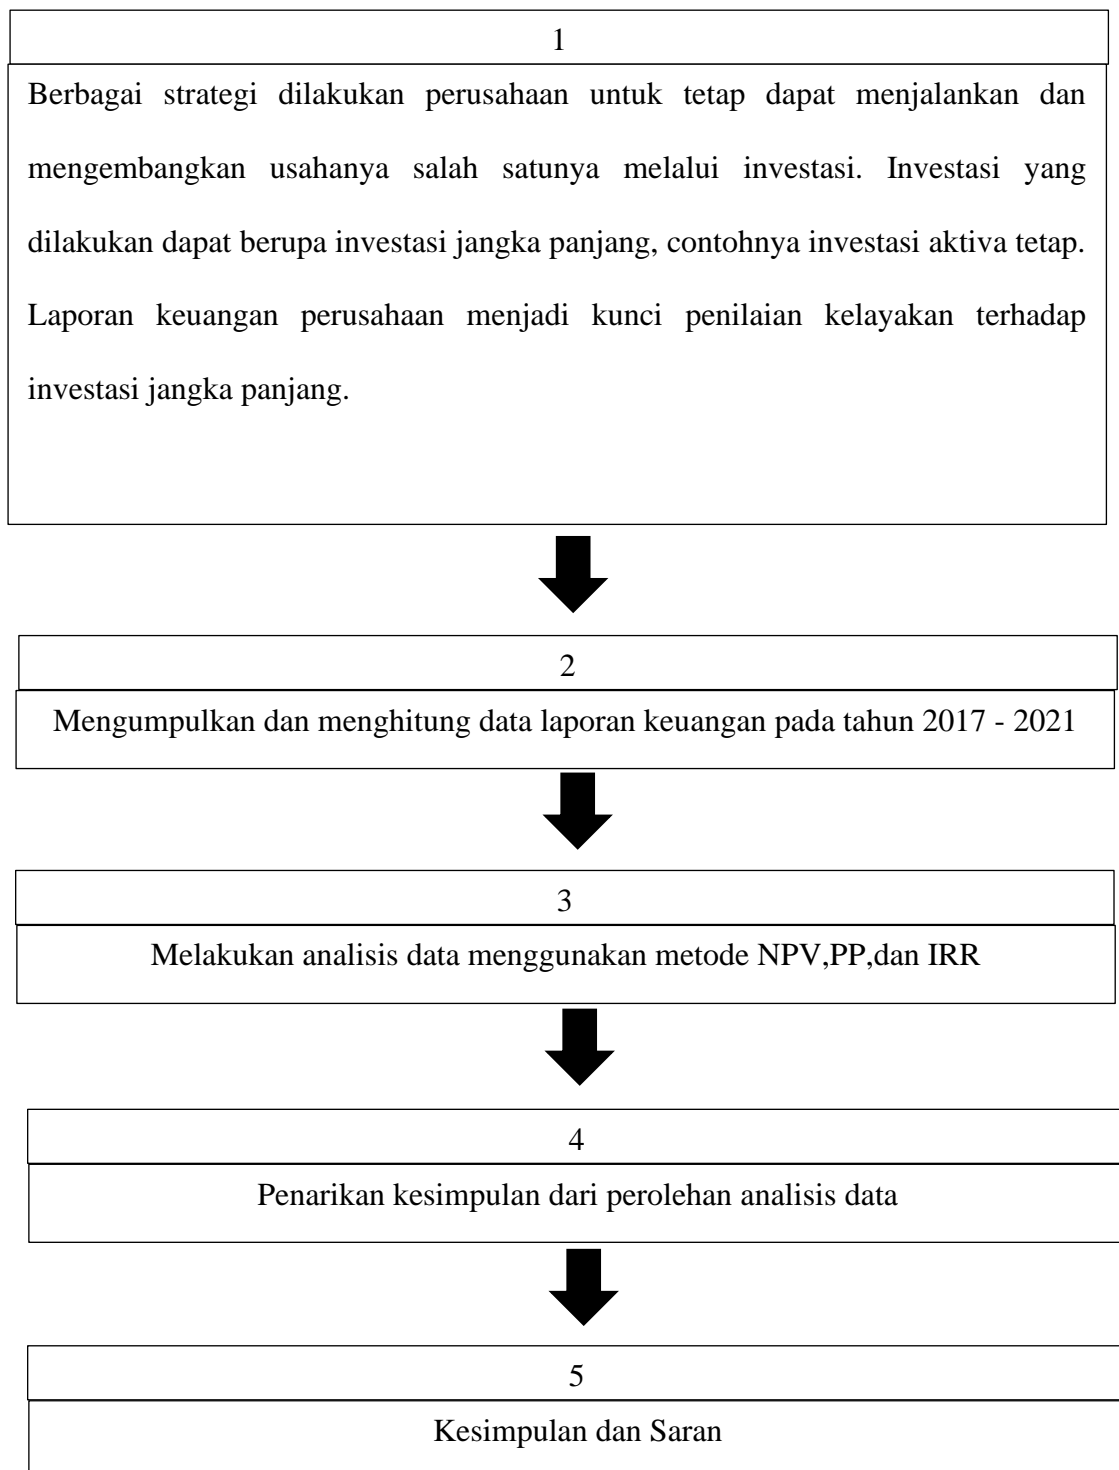 1
Berbagai strategi dilakukan perusahaan untuk tetap dapat menjalankan dan
mengembangkan usahanya salah satunya melalui investasi. Investasi yang
dilakukan dapat berupa investasi jangka panjang, contohnya investasi aktiva tetap.
Laporan keuangan perusahaan menjadi kunci penilaian kelayakan terhadap
investasi jangka panjang.
2
Mengumpulkan dan menghitung data laporan keuangan pada tahun 2017 - 2021
3
Melakukan analisis data menggunakan metode NPV,PP,dan IRR
4
Penarikan kesimpulan dari perolehan analisis data
5
Kesimpulan dan Saran